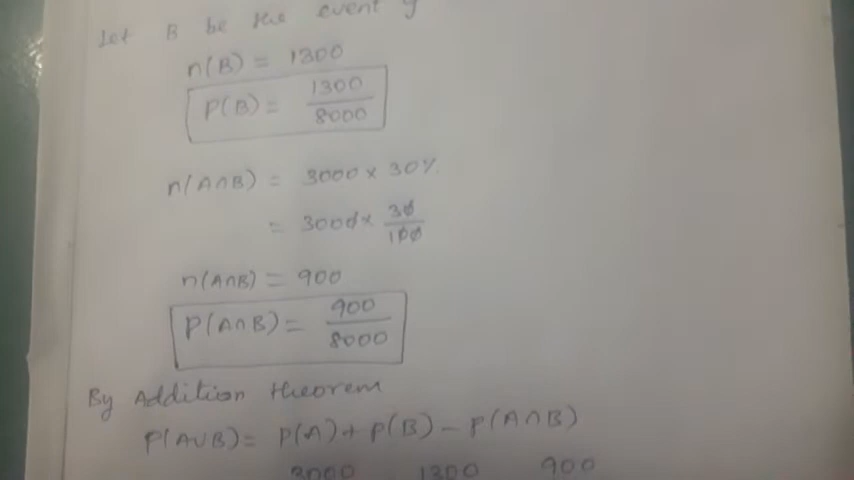 Let B be the event
n(B) = 1300
P(B) = 1300/8000
n(A∩B) = 3000 × 30%
= 3000 × 30/100
n(A∩B) = 900
P(A∩B) = 900/8000
By Addition theorem
P(A∪B) = P(A) + P(B) - P(A∩B)
3000 1300 900